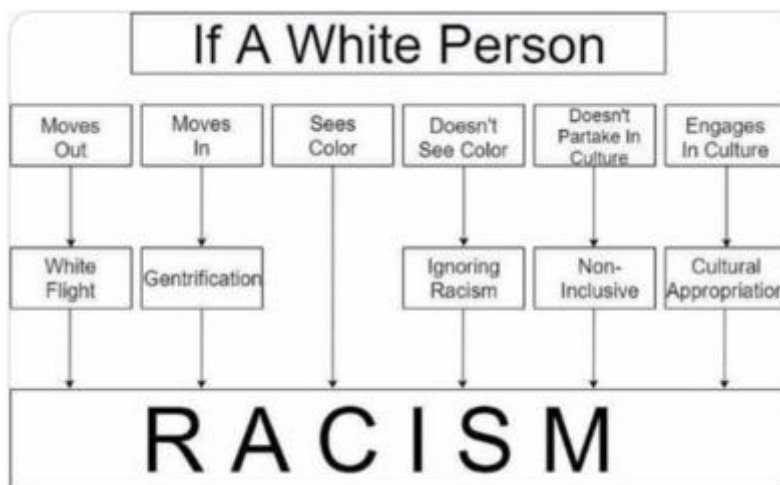 If A White Person
Moves
Out
Moves
In
Sees
Color
Doesn't
See Color
Doesn't
Partake In
Culture
Engages
In Culture
White
Flight
Gentrification
Ignoring
Racism
Non-
Inclusive
Cultural
Appropriation
RACISM